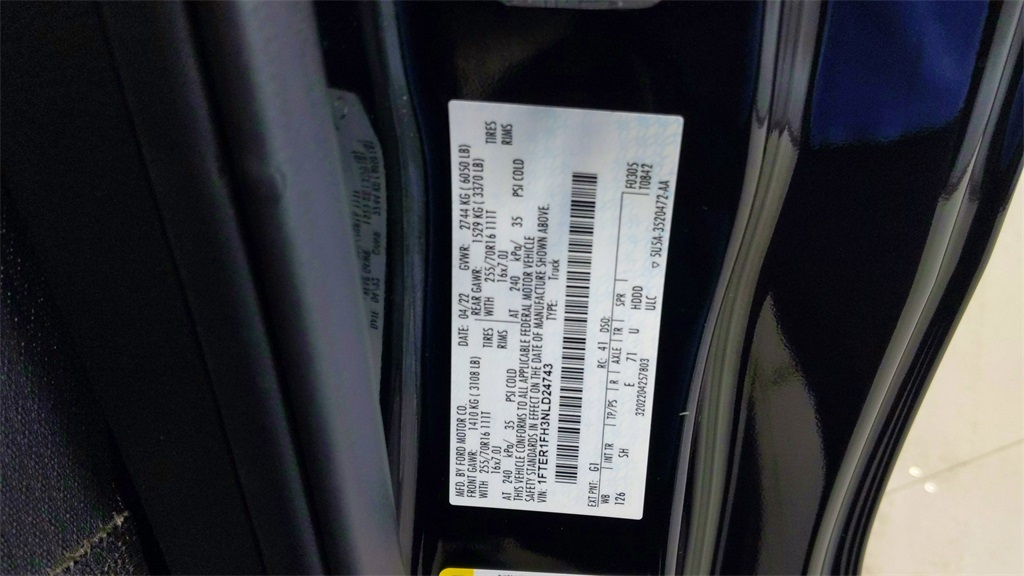 MFD. BY FORD MOTOR CO. DATE: 04/22 GVWR: 2744 KG ( 6050 LB)
FRONT GAWR: 1410 KG ( 3108 LB) REAR GAWR: 1529 KG ( 3370 LB)
WITH 255/70R16 111T TIRES WITH 255/70R16 111T TIRES
16x7.0J RIMS 16x7.0J RIMS
AT 240 kPa/ 35 PSI COLD AT 240 kPa/ 35 PSI COLD
THIS VEHICLE CONFORMS TO ALL APPLICABLE FEDERAL MOTOR VEHICLE
SAFETY STANDARDS IN EFFECT ON THE DATE OF MANUFACTURE SHOWN ABOVE.
VIN: 1FTER1FH3NLD24743 TYPE: Truck
EXT PNT: G1 RC: 41 DSO: F0305
WB INT TR TP/PS R AXLE TR SPR T0842
126 SH E 71 U HDDD
3202204257803 ULC ▽ 5U5A-3520472-AA